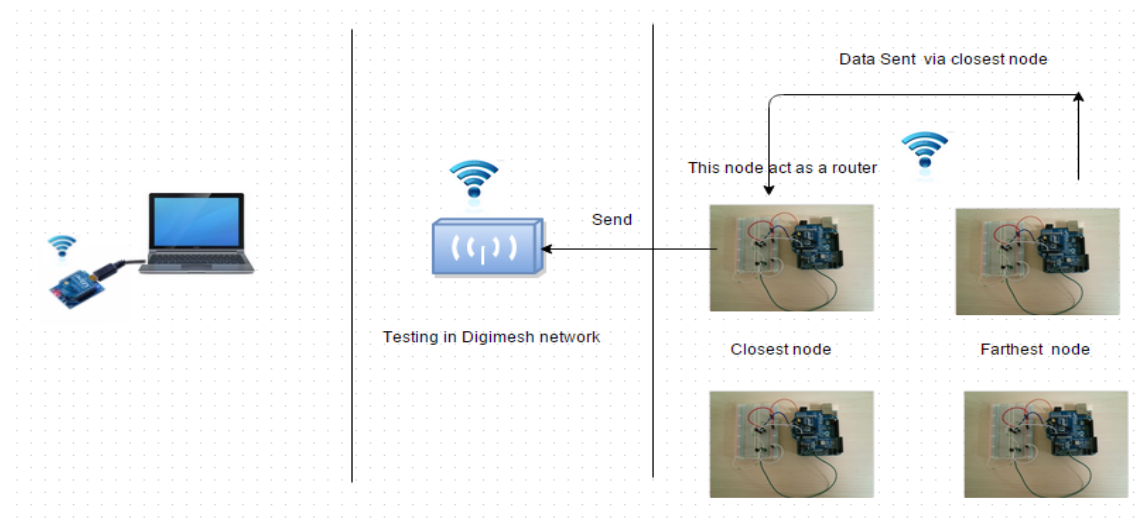 Data Sent via closest node
This node act as a router
Send
Testing in Digimesh network
Closest node
Farthest node